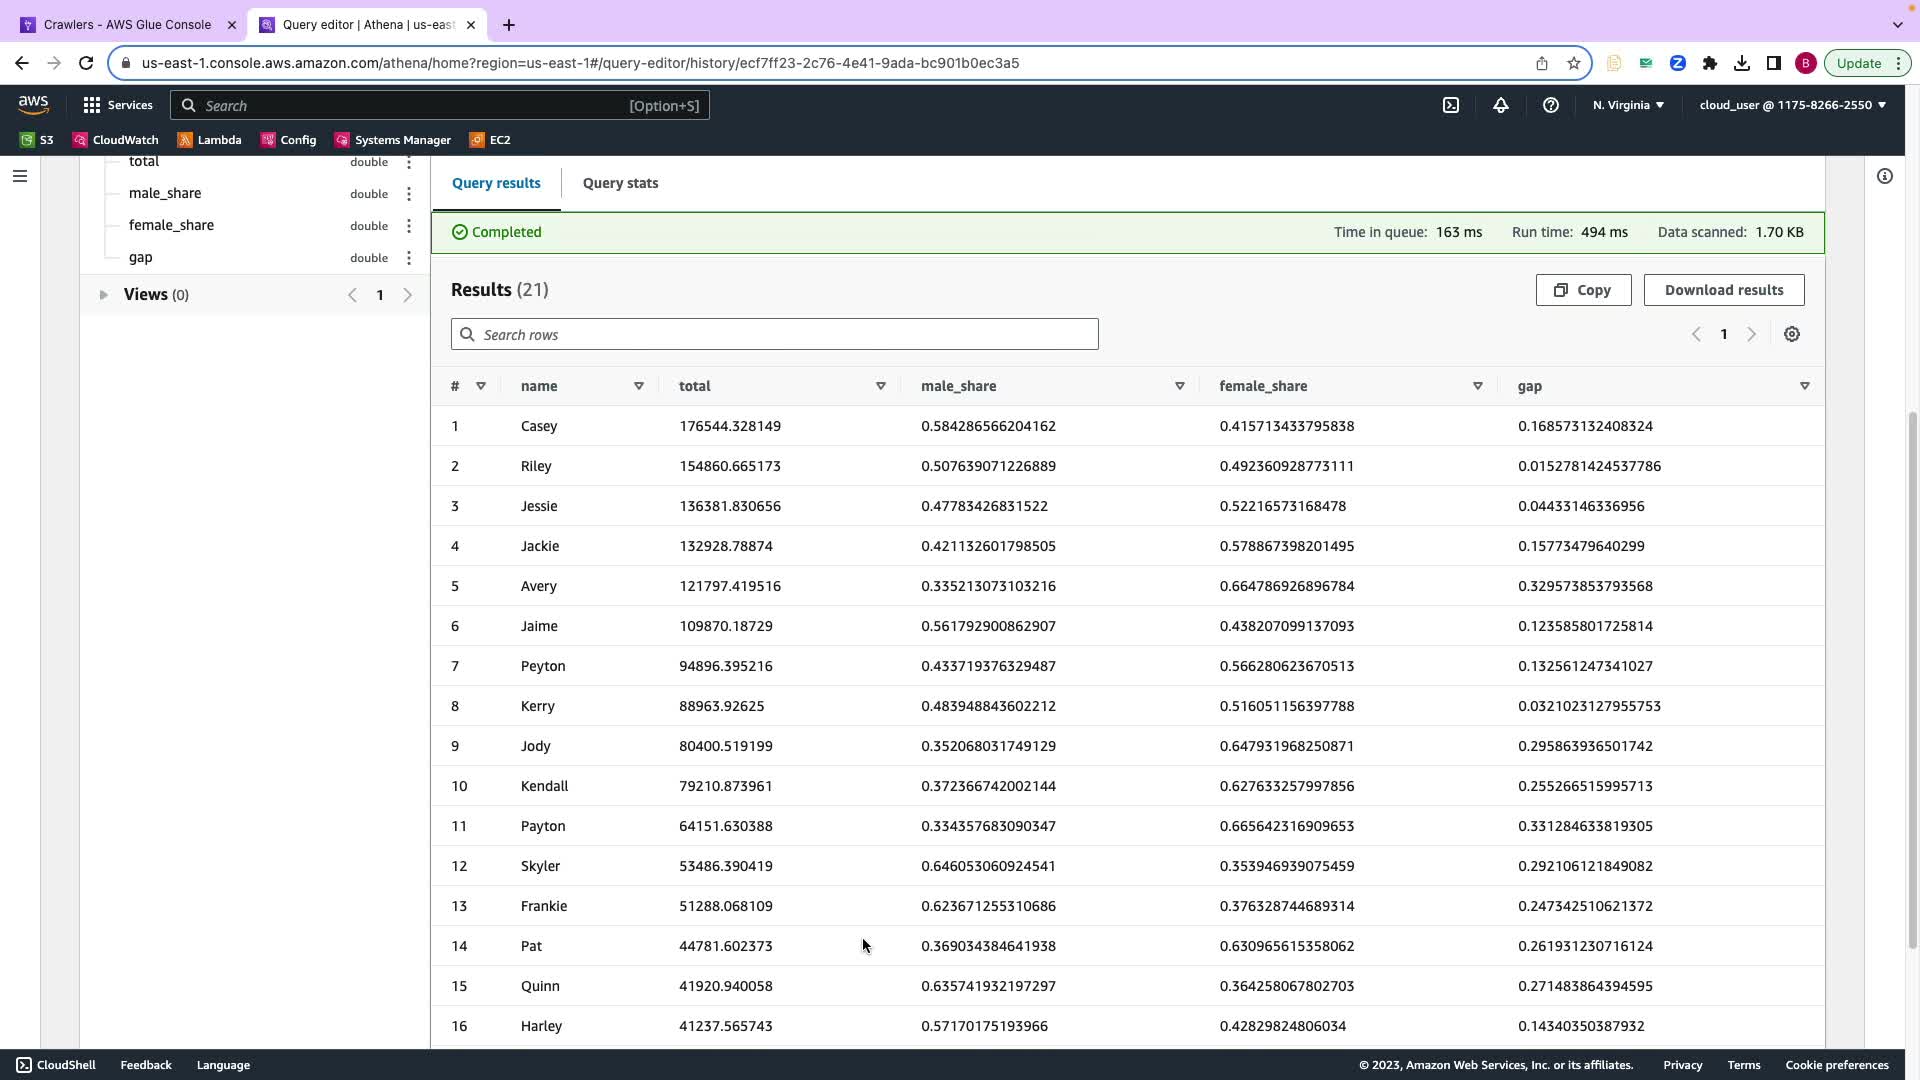 Crawlers - AWS Glue Console
Query editor | Athena | us-east
us-east-1.console.aws.amazon.com/athena/home?region=us-east-1#/query-editor/history/ecf7ff23-2c76-4e41-9ada-bc901b0ec3a5
B
Update
aws
Services
Search
[Option+S]
N. Virginia
cloud_user @ 1175-8266-2550
S3
CloudWatch
Lambda
Config
Systems Manager
EC2
total double
male_share double
female_share double
gap double
Views (0) 1
Query results
Query stats
Completed
Time in queue: 163 ms Run time: 494 ms Data scanned: 1.70 KB
Results (21)
Copy
Download results
Search rows
1
# name total male_share female_share gap
1 Casey 176544.328149 0.584286566204162 0.415713433795838 0.168573132408324
2 Riley 154860.665173 0.507639071226889 0.492360928773111 0.0152781424537786
3 Jessie 136381.830656 0.47783426831522 0.52216573168478 0.04433146336956
4 Jackie 132928.78874 0.421132601798505 0.578867398201495 0.15773479640299
5 Avery 121797.419516 0.335213073103216 0.664786926896784 0.329573853793568
6 Jaime 109870.18729 0.561792900862907 0.438207099137093 0.123585801725814
7 Peyton 94896.395216 0.433719376329487 0.566280623670513 0.132561247341027
8 Kerry 88963.92625 0.483948843602212 0.516051156397788 0.0321023127955753
9 Jody 80400.519199 0.352068031749129 0.647931968250871 0.295863936501742
10 Kendall 79210.873961 0.372366742002144 0.627633257997856 0.255266515995713
11 Payton 64151.630388 0.334357683090347 0.665642316909653 0.331284633819305
12 Skyler 53486.390419 0.646053060924541 0.353946939075459 0.292106121849082
13 Frankie 51288.068109 0.623671255310686 0.376328744689314 0.247342510621372
14 Pat 44781.602373 0.369034384641938 0.630965615358062 0.261931230716124
15 Quinn 41920.940058 0.635741932197297 0.364258067802703 0.271483864394595
16 Harley 41237.565743 0.57170175193966 0.42829824806034 0.14340350387932
CloudShell
Feedback
Language
© 2023, Amazon Web Services, Inc. or its affiliates.
Privacy
Terms
Cookie preferences